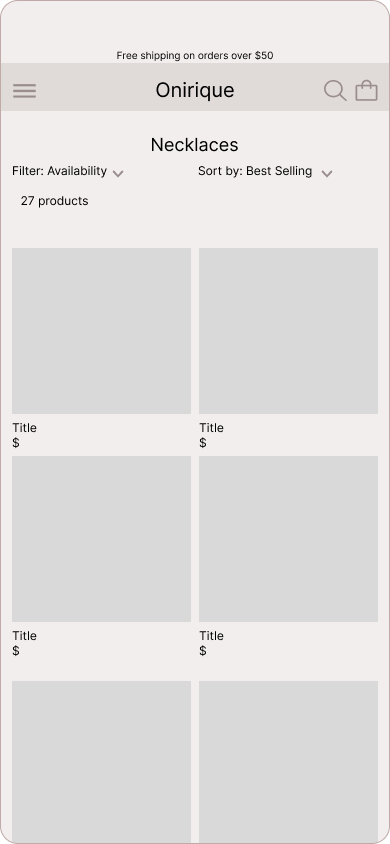 Free shipping on orders over $50
Onirique
Necklaces
Filter: Availability
Sort by: Best Selling
27 products
Title
$
Title
$
Title
$
Title
$